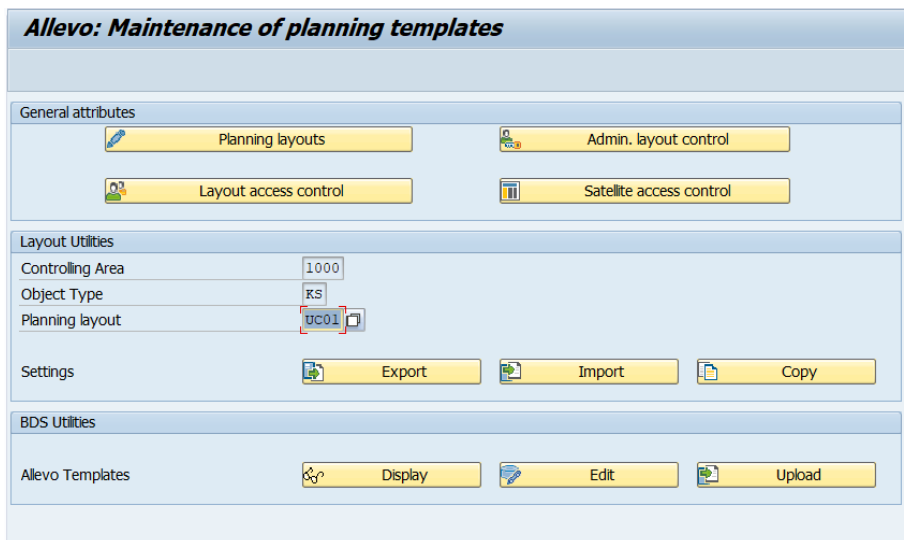 Allevo: Maintenance of planning templates
General attributes
Planning layouts Admin. layout control
Layout access control Satellite access control
Layout Utilities
Controlling Area 1000
Object Type KS
Planning layout UC01
Settings Export Import Copy
BDS Utilities
Allevo Templates Display Edit Upload